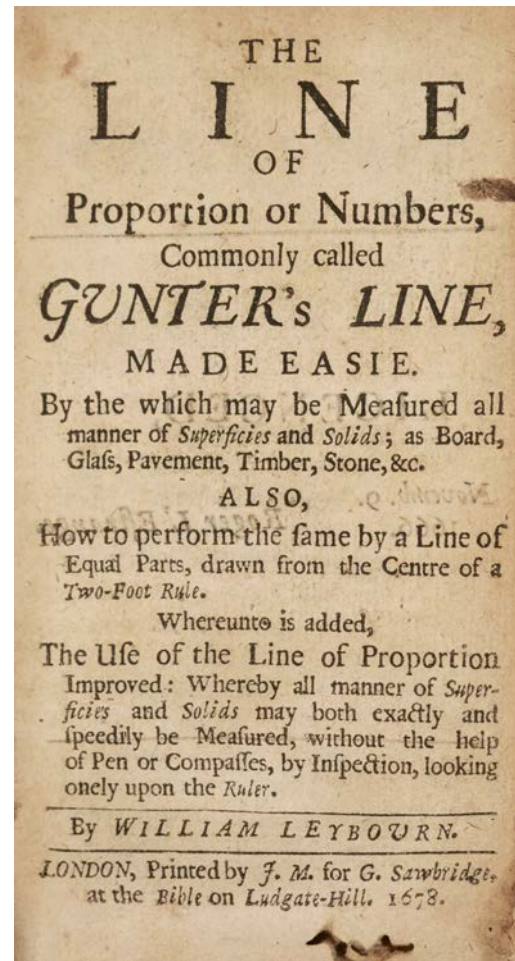 THE
LINE
OF
Proportion or Numbers,
Commonly called
GUNTER's LINE,
MADE EASIE.
By the which may be Meaſured all
manner of Superficies and Solids; as Board,
Glaſs, Pavement, Timber, Stone, &c.
ALSO,
How to perform the ſame by a Line of
Equal Parts, drawn from the Centre of a
Two-Foot Rule.
Whereunto is added,
The Uſe of the Line of Proportion
Improved: Whereby all manner of Super-
ficies and Solids may both exactly and
ſpeedily be Meaſured, without the help
of Pen or Compaſſes, by Inſpection, looking
onely upon the Ruler.
By WILLIAM LEYBOURN.
LONDON, Printed by J. M. for G. Sawbridge,
at the Bible on Ludgate-Hill. 1678.